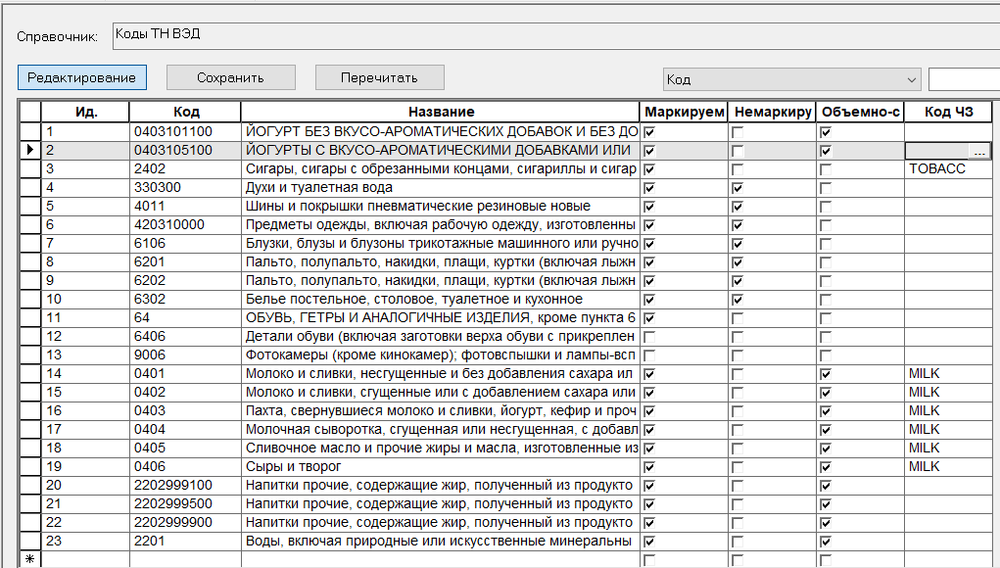 Справочник: Коды ТН ВЭД
Редактирование Сохранить Перечитать Код
Ид. Код Название Маркируем Немаркиру Объемно-с Код ЧЗ
1 0403101100 ЙОГУРТ БЕЗ ВКУСО-АРОМАТИЧЕСКИХ ДОБАВОК И БЕЗ ДО
2 0403105100 ЙОГУРТЫ С ВКУСО-АРОМАТИЧЕСКИМИ ДОБАВКАМИ ИЛИ ...
3 2402 Сигары, сигары с обрезанными концами, сигариллы и сигар TOBACC
4 330300 Духи и туалетная вода
5 4011 Шины и покрышки пневматические резиновые новые
6 420310000 Предметы одежды, включая рабочую одежду, изготовленны
7 6106 Блузки, блузы и блузоны трикотажные машинного или ручно
8 6201 Пальто, полупальто, накидки, плащи, куртки (включая лыжн
9 6202 Пальто, полупальто, накидки, плащи, куртки (включая лыжн
10 6302 Белье постельное, столовое, туалетное и кухонное
11 64 ОБУВЬ, ГЕТРЫ И АНАЛОГИЧНЫЕ ИЗДЕЛИЯ, кроме пункта 6
12 6406 Детали обуви (включая заготовки верха обуви с прикреплен
13 9006 Фотокамеры (кроме кинокамер); фотовспышки и лампы-всп
14 0401 Молоко и сливки, несгущенные и без добавления сахара ил MILK
15 0402 Молоко и сливки, сгущенные или с добавлением сахара или MILK
16 0403 Пахта, свернувшиеся молоко и сливки, йогурт, кефир и проч MILK
17 0404 Молочная сыворотка, сгущенная или несгущенная, с добавл MILK
18 0405 Сливочное масло и прочие жиры и масла, изготовленные из MILK
19 0406 Сыры и творог MILK
20 2202999100 Напитки прочие, содержащие жир, полученный из продукто
21 2202999500 Напитки прочие, содержащие жир, полученный из продукто
22 2202999900 Напитки прочие, содержащие жир, полученный из продукто
23 2201 Воды, включая природные или искусственные минеральны
*